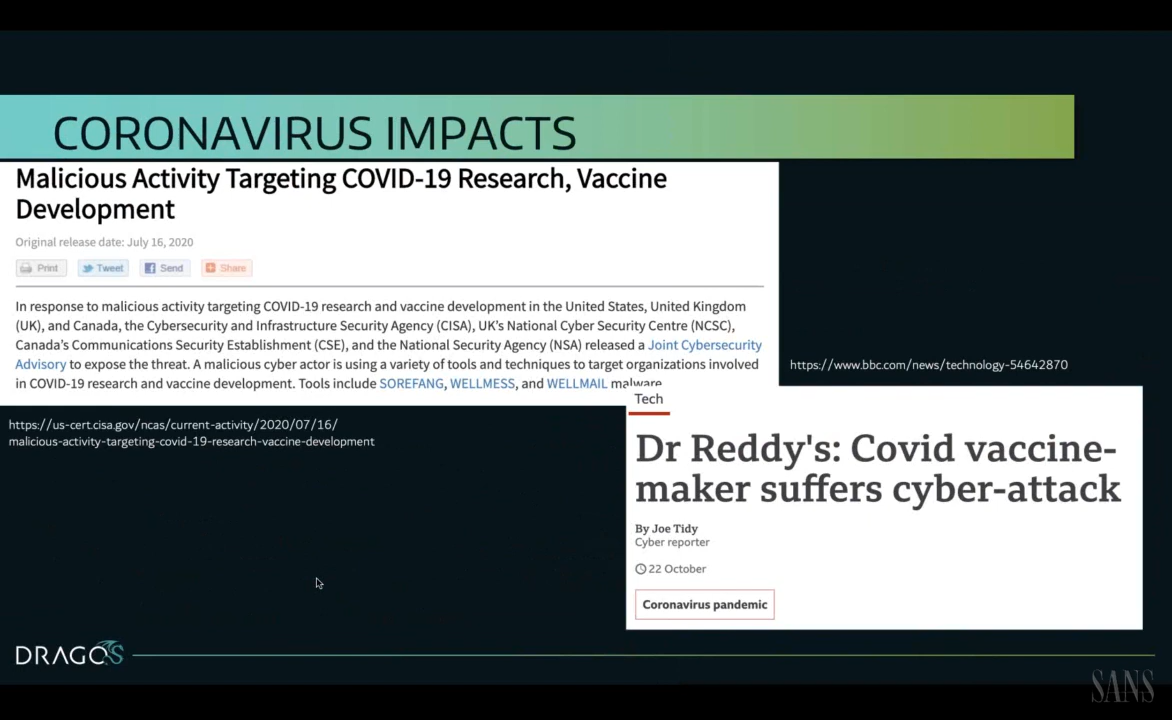 CORONAVIRUS IMPACTS
Malicious Activity Targeting COVID-19 Research, Vaccine
Development
Original release date: July 16, 2020
Print Tweet Send Share
In response to malicious activity targeting COVID-19 research and vaccine development in the United States, United Kingdom
(UK), and Canada, the Cybersecurity and Infrastructure Security Agency (CISA), UK's National Cyber Security Centre (NCSC),
Canada's Communications Security Establishment (CSE), and the National Security Agency (NSA) released a Joint Cybersecurity
Advisory to expose the threat. A malicious cyber actor is using a variety of tools and techniques to target organizations involved
in COVID-19 research and vaccine development. Tools include SOREFANG, WELLMESS, and WELLMAIL malware
https://us-cert.cisa.gov/ncas/current-activity/2020/07/16/
malicious-activity-targeting-covid-19-research-vaccine-development
https://www.bbc.com/news/technology-54642870
Tech
Dr Reddy's: Covid vaccine-
maker suffers cyber-attack
By Joe Tidy
Cyber reporter
22 October
Coronavirus pandemic
DRAGOS
SANS